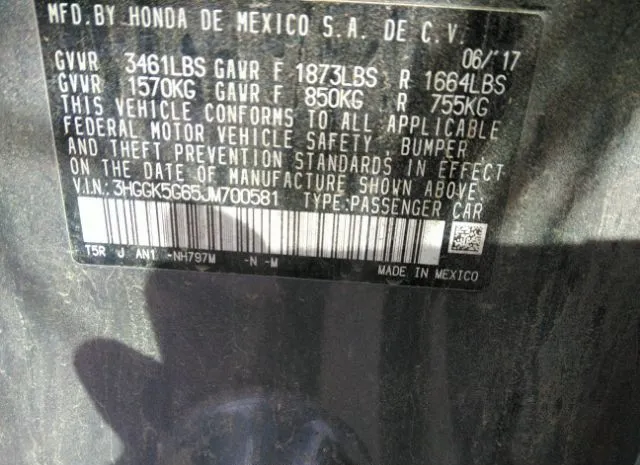 MFD. BY HONDA DE MEXICO S.A. DE C.V.
06/'17
GVWR 3461LBS GAWR F 1873LBS R 1664LBS
GVWR 1570KG GAWR F 850KG R 755KG
THIS VEHICLE CONFORMS TO ALL APPLICABLE
FEDERAL MOTOR VEHICLE SAFETY, BUMPER
AND THEFT PREVENTION STANDARDS IN EFFECT
ON THE DATE OF MANUFACTURE SHOWN ABOVE.
V.I.N.: 3HGGK5G65JM700581 TYPE:PASSENGER CAR
T5R J AN1 -NH797M -N -M
MADE IN MEXICO